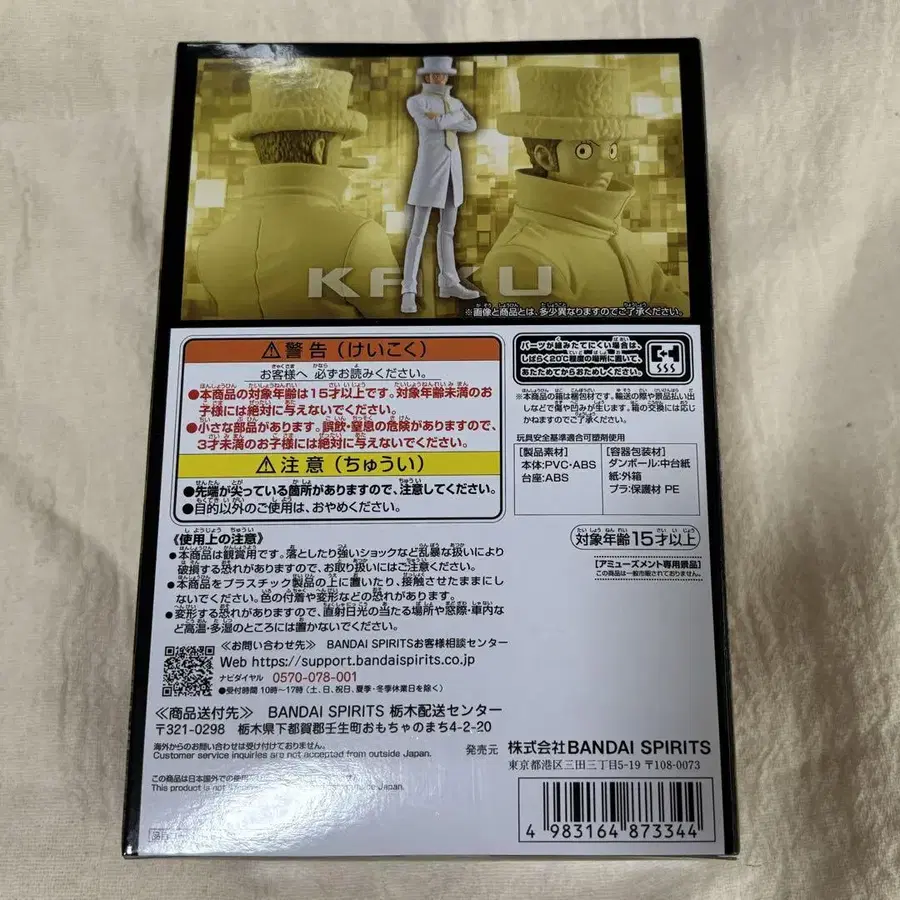 KAKU
※画像と商品とは、多少異なりますのでご了承ください。
⚠警告（けいこく）
お客様へ 必ずお読みください。
●本商品の対象年齢は15才以上です。対象年齢未満のお
子様には絶対に与えないでください。
●小さな部品があります。誤飲・窒息の危険がありますので、
3才未満のお子様には絶対に与えないでください。
⚠注意（ちゅうい）
●先端が尖っている箇所がありますので、注意してください。
●目的以外のご使用は、おやめください。
《使用上の注意》
●本商品は観賞用です。落としたり強いショックなど乱暴な扱いにより
破損する恐れがありますので、お取り扱いにはご注意ください。
●本商品をプラスチック製品の上に置いたり、接触させたままにし
ないでください。色の付着や変形などの恐れがあります。
●変形する恐れがありますので、直射日光の当たる場所や窓際・車内な
ど高温・多湿のところには置かないでください。
≪お問い合わせ先≫ BANDAI SPIRITSお客様相談センター
Web https://support.bandaispirits.co.jp
ナビダイヤル 0570-078-001
●受付時間 10時〜17時（土、日、祝日、夏季・冬季休業日を除く）
≪商品送付先≫ BANDAI SPIRITS 栃木配送センター
〒321-0298 栃木県下都賀郡壬生町おもちゃのまち4-2-20
海外からのお問い合わせは受け付けておりません。
Customer service inquiries are not accepted from outside Japan.
この商品は日本国外での使用
This product is not
outside Japan.
パーツが組みたてにくい場合は、
しばらく20℃程度の場所に置いて、
あたためてからおためしください。
※本商品の箱は梱包材です。輸送の際や景品払い出
しなどで傷や凹みが生じます。箱の交換には応じ
かねますのでご了承ください。
玩具安全基準適合可塑剤使用
[製品素材]
本体:PVC・ABS
台座:ABS
[容器包装材]
ダンボール:中台紙
紙:外箱
プラ:保護材 PE
対象年齢15才以上
[アミューズメント専用景品]
この商品は一般市販されておりません。
発売元 株式会社BANDAI SPIRITS
東京都港区三田三丁目5-19 〒108-0073
4 983164 873344